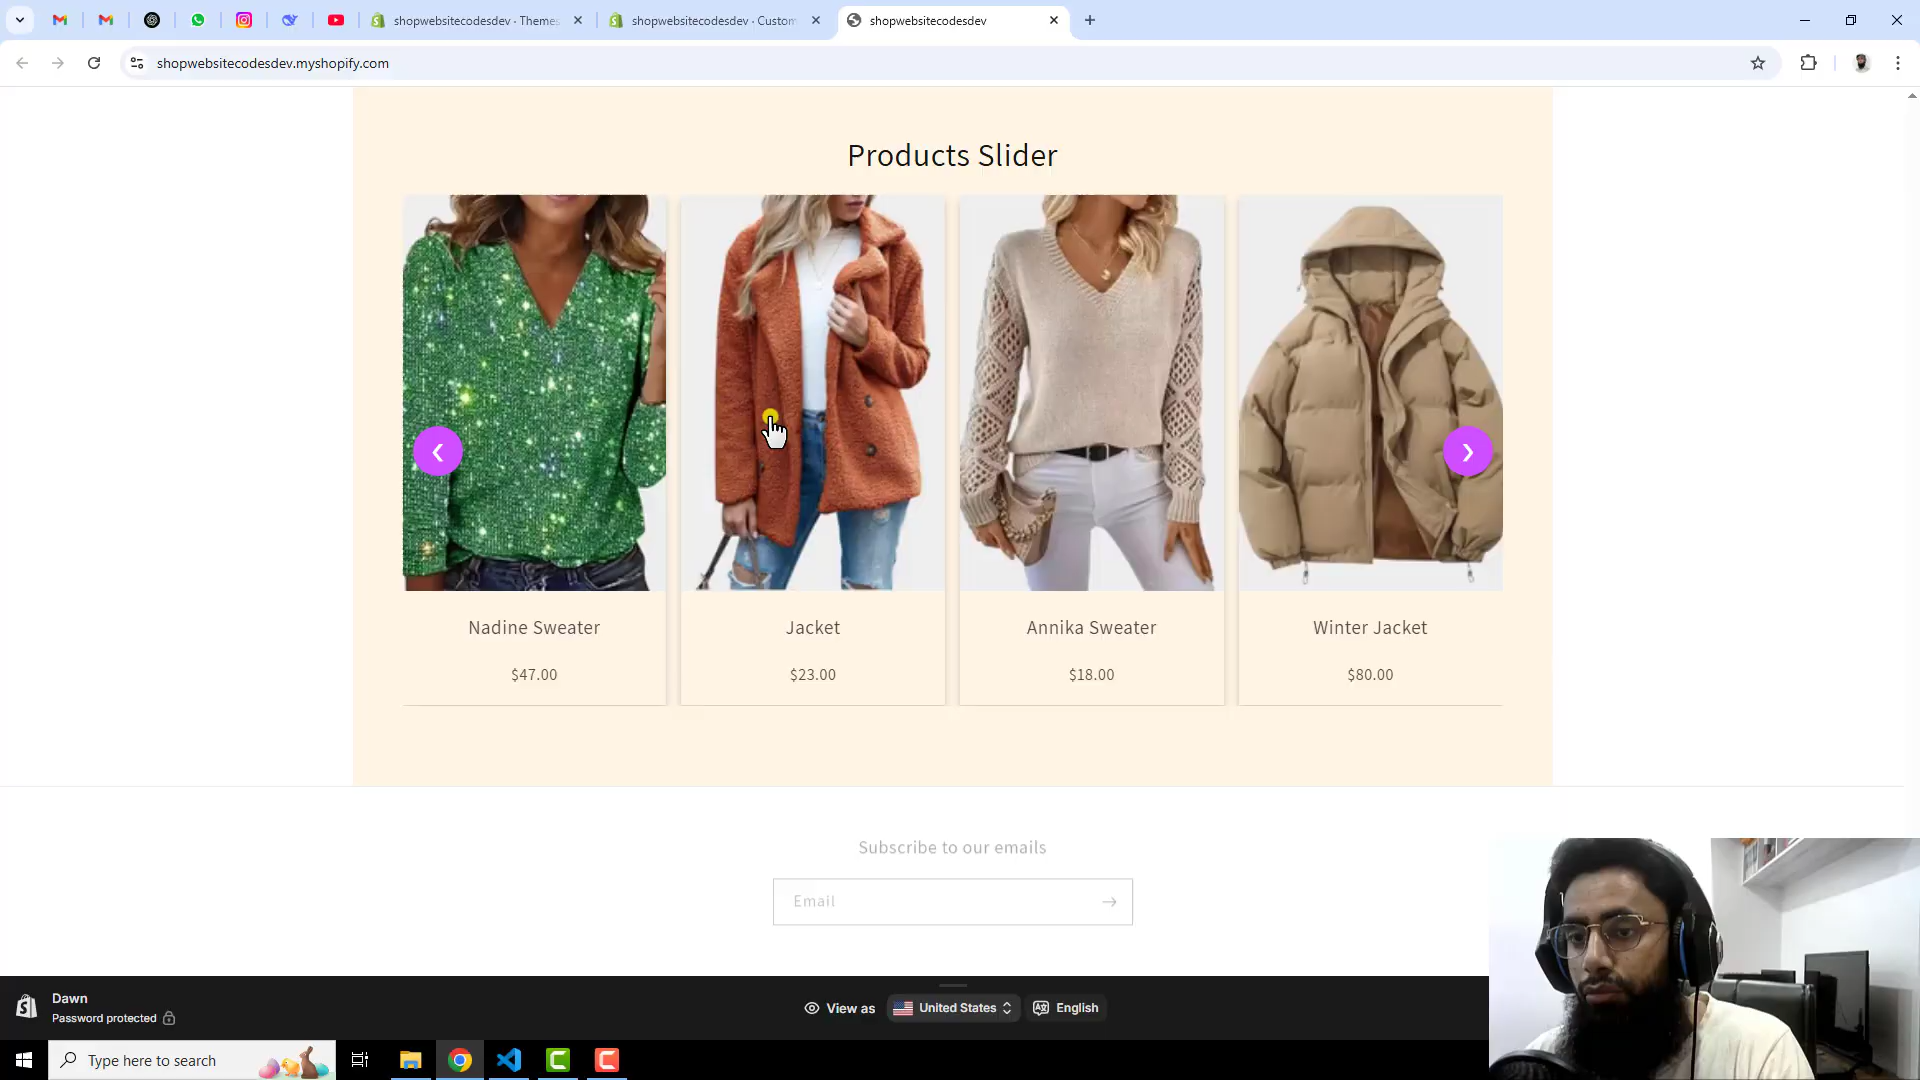 shopwebsitecodesdev · Themes
shopwebsitecodesdev · Custom
shopwebsitecodesdev
shopwebsitecodesdev.myshopify.com
Products Slider
Nadine Sweater
$47.00
Jacket
$23.00
Annika Sweater
$18.00
Winter Jacket
$80.00
Subscribe to our emails
Email
Dawn
Password protected
View as
United States
English
Type here to search